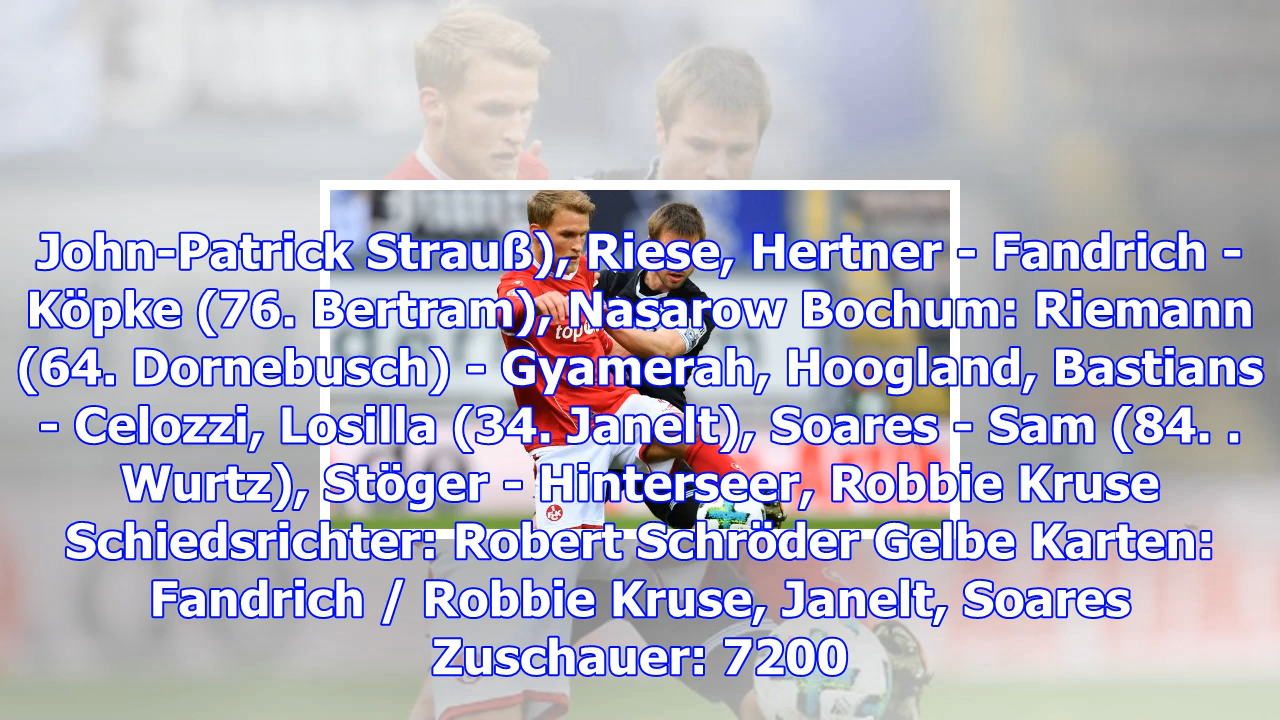 John-Patrick Strauß), Riese, Hertner - Fandrich -
Köpke (76. Bertram), Nasarow Bochum: Riemann
(64. Dornebusch) - Gyamerah, Hoogland, Bastians
- Celozzi, Losilla (34. Janelt), Soares - Sam (84. .
Wurtz), Stöger - Hinterseer, Robbie Kruse
Schiedsrichter: Robert Schröder Gelbe Karten:
Fandrich / Robbie Kruse, Janelt, Soares
Zuschauer: 7200